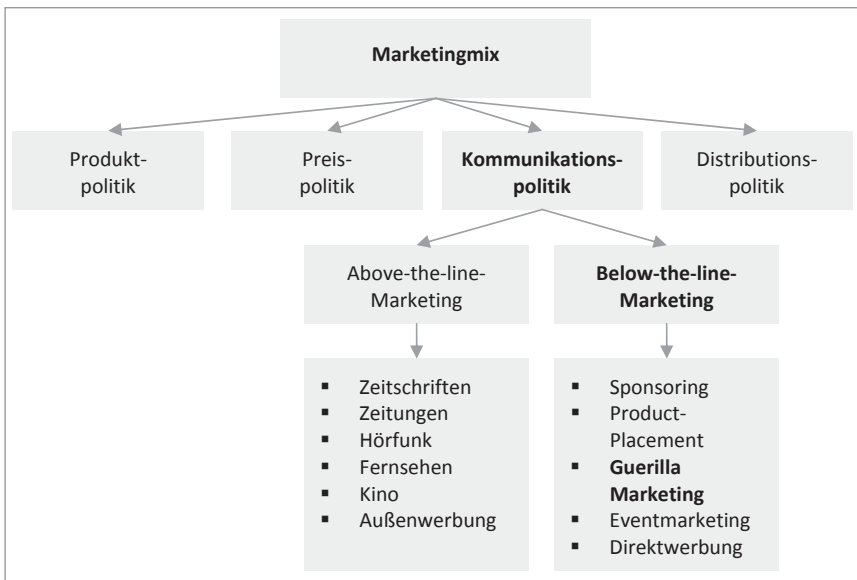 Marketingmix
Produkt-
politik
Preis-
politik
Kommunikations-
politik
Distributions-
politik
Above-the-line-
Marketing
Below-the-line-
Marketing
▪ Zeitschriften
▪ Zeitungen
▪ Hörfunk
▪ Fernsehen
▪ Kino
▪ Außenwerbung
▪ Sponsoring
▪ Product-
Placement
▪ Guerilla
Marketing
▪ Eventmarketing
▪ Direktwerbung